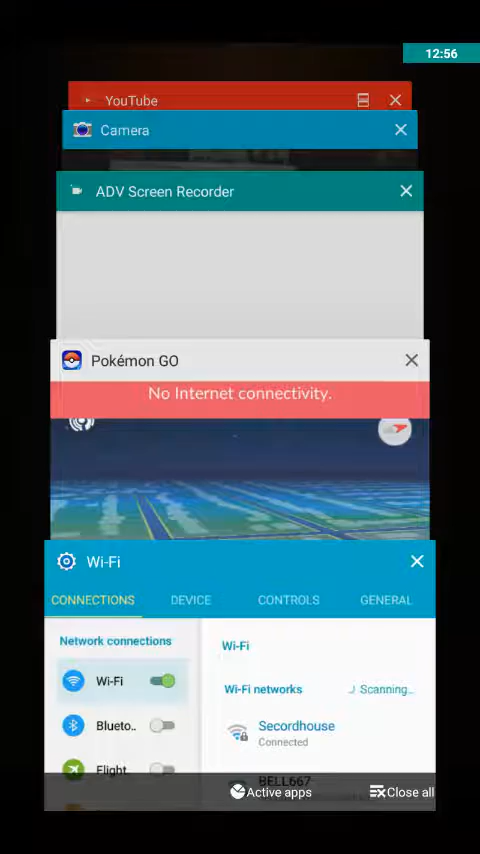 12:56
YouTube
Camera
ADV Screen Recorder
Pokémon GO
No Internet connectivity.
Wi-Fi
CONNECTIONS DEVICE CONTROLS GENERAL
Network connections
Wi-Fi
Wi-Fi
Wi-Fi networks Scanning..
Blueto..
Secordhouse
Connected
Flight
BELL667
Active apps Close all